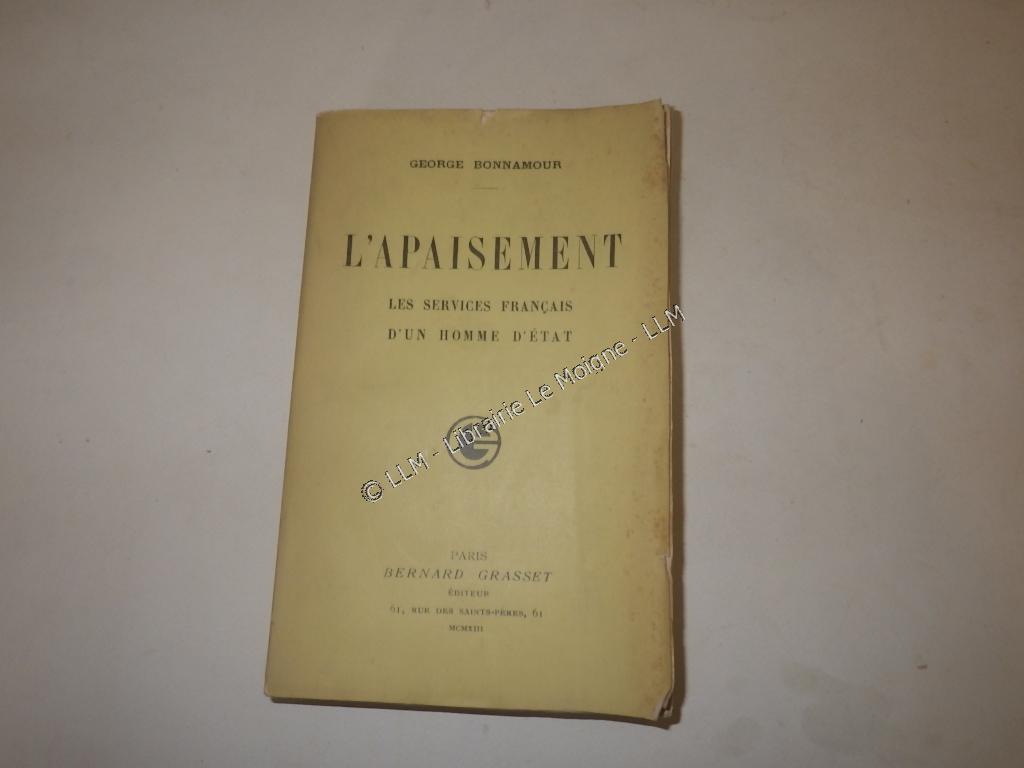 GEORGE BONNAMOUR
L'APAISEMENT
LES SERVICES FRANÇAIS
D'UN HOMME D'ÉTAT
© LLM - Librairie Le Moigne - LLM
PARIS
BERNARD GRASSET
ÉDITEUR
61, RUE DES SAINTS-PÈRES, 61
MCMXIII